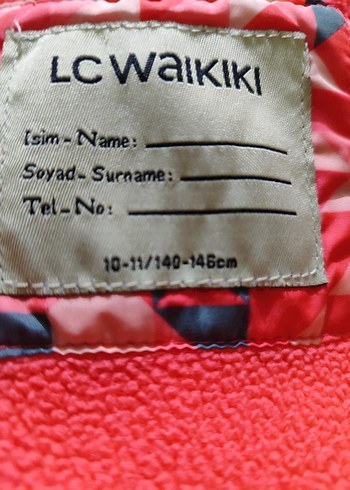 LC WAIKIKI
İsim-Name:
Soyad-Surname:
Tel-No:
10-11/140-146cm